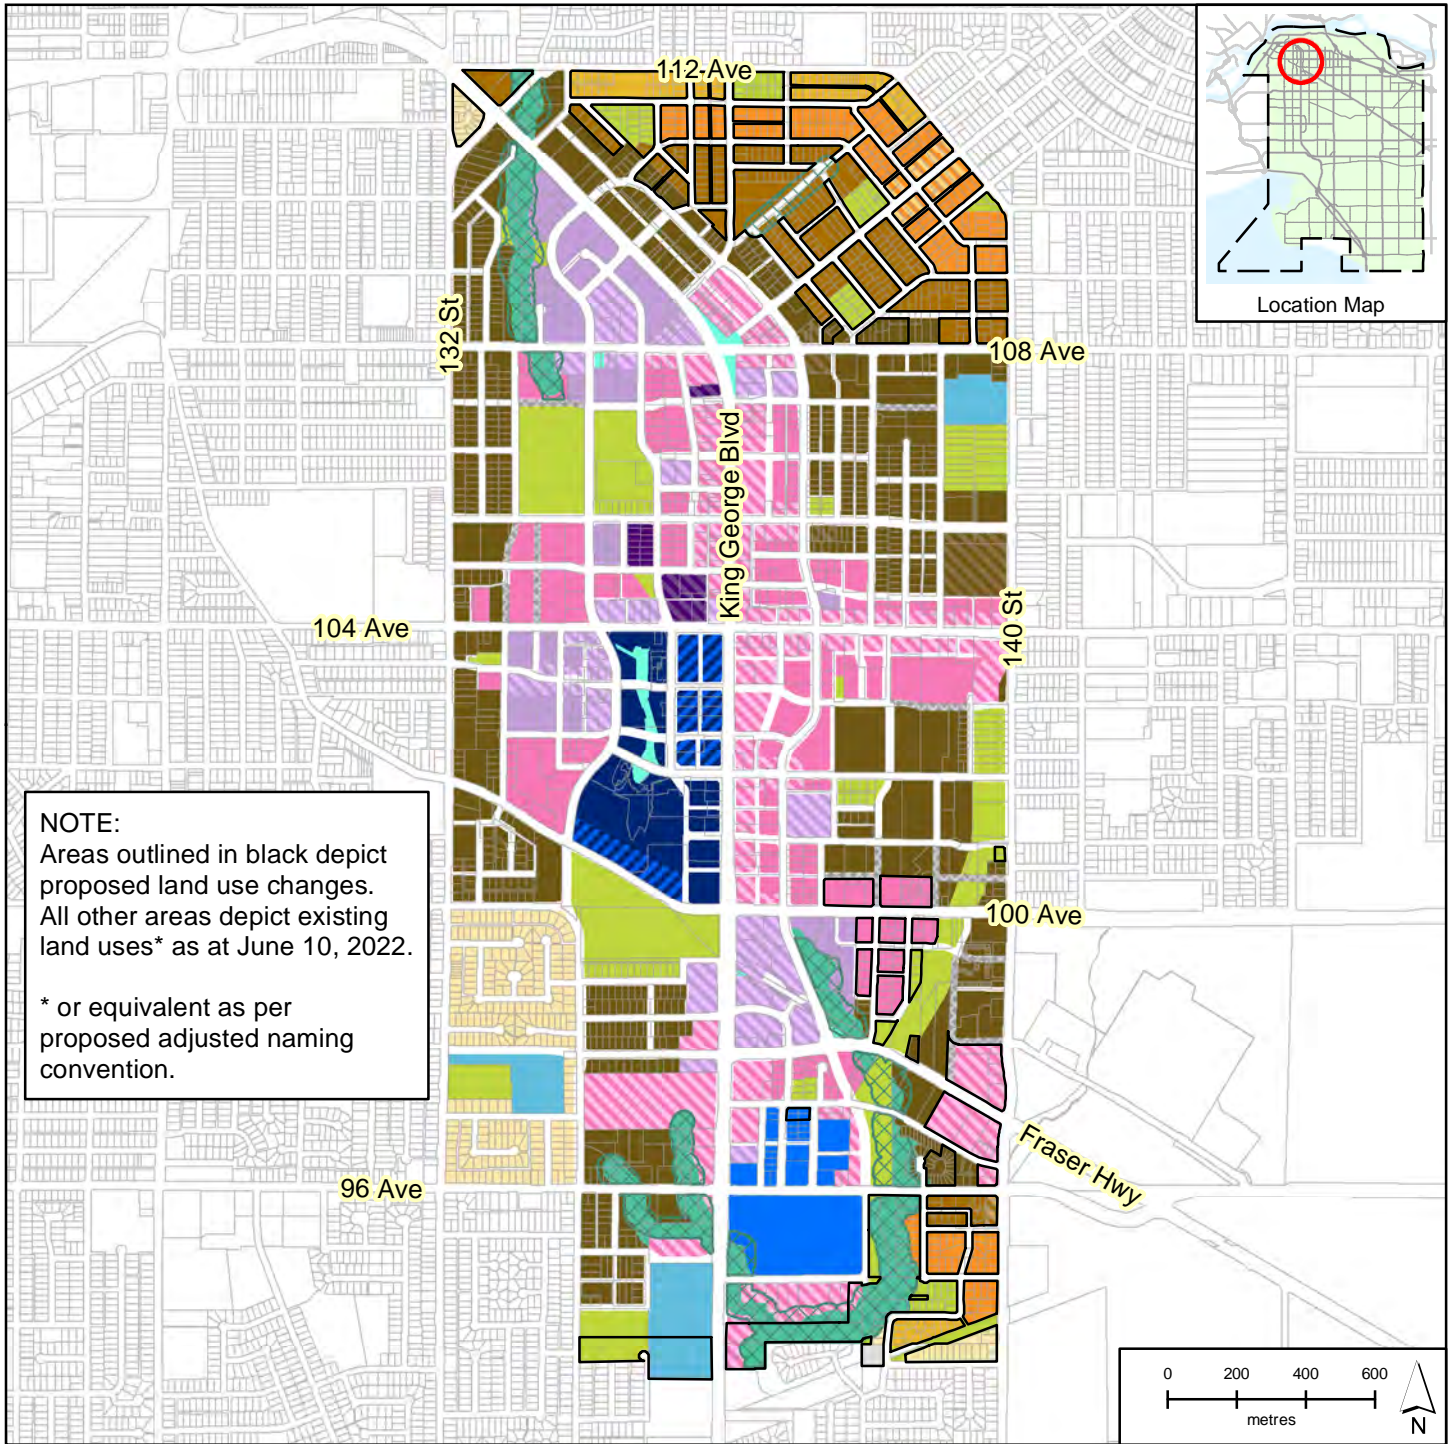 112 Ave
Location Map
132 St
108 Ave
King George Blvd
104 Ave
140 St
NOTE:
Areas outlined in black depict
proposed land use changes.
All other areas depict existing
land uses* as at June 10, 2022.
* or equivalent as per
proposed adjusted naming
convention.
100 Ave
Fraser Hwy
96 Ave
0 200 400 600
metres
N